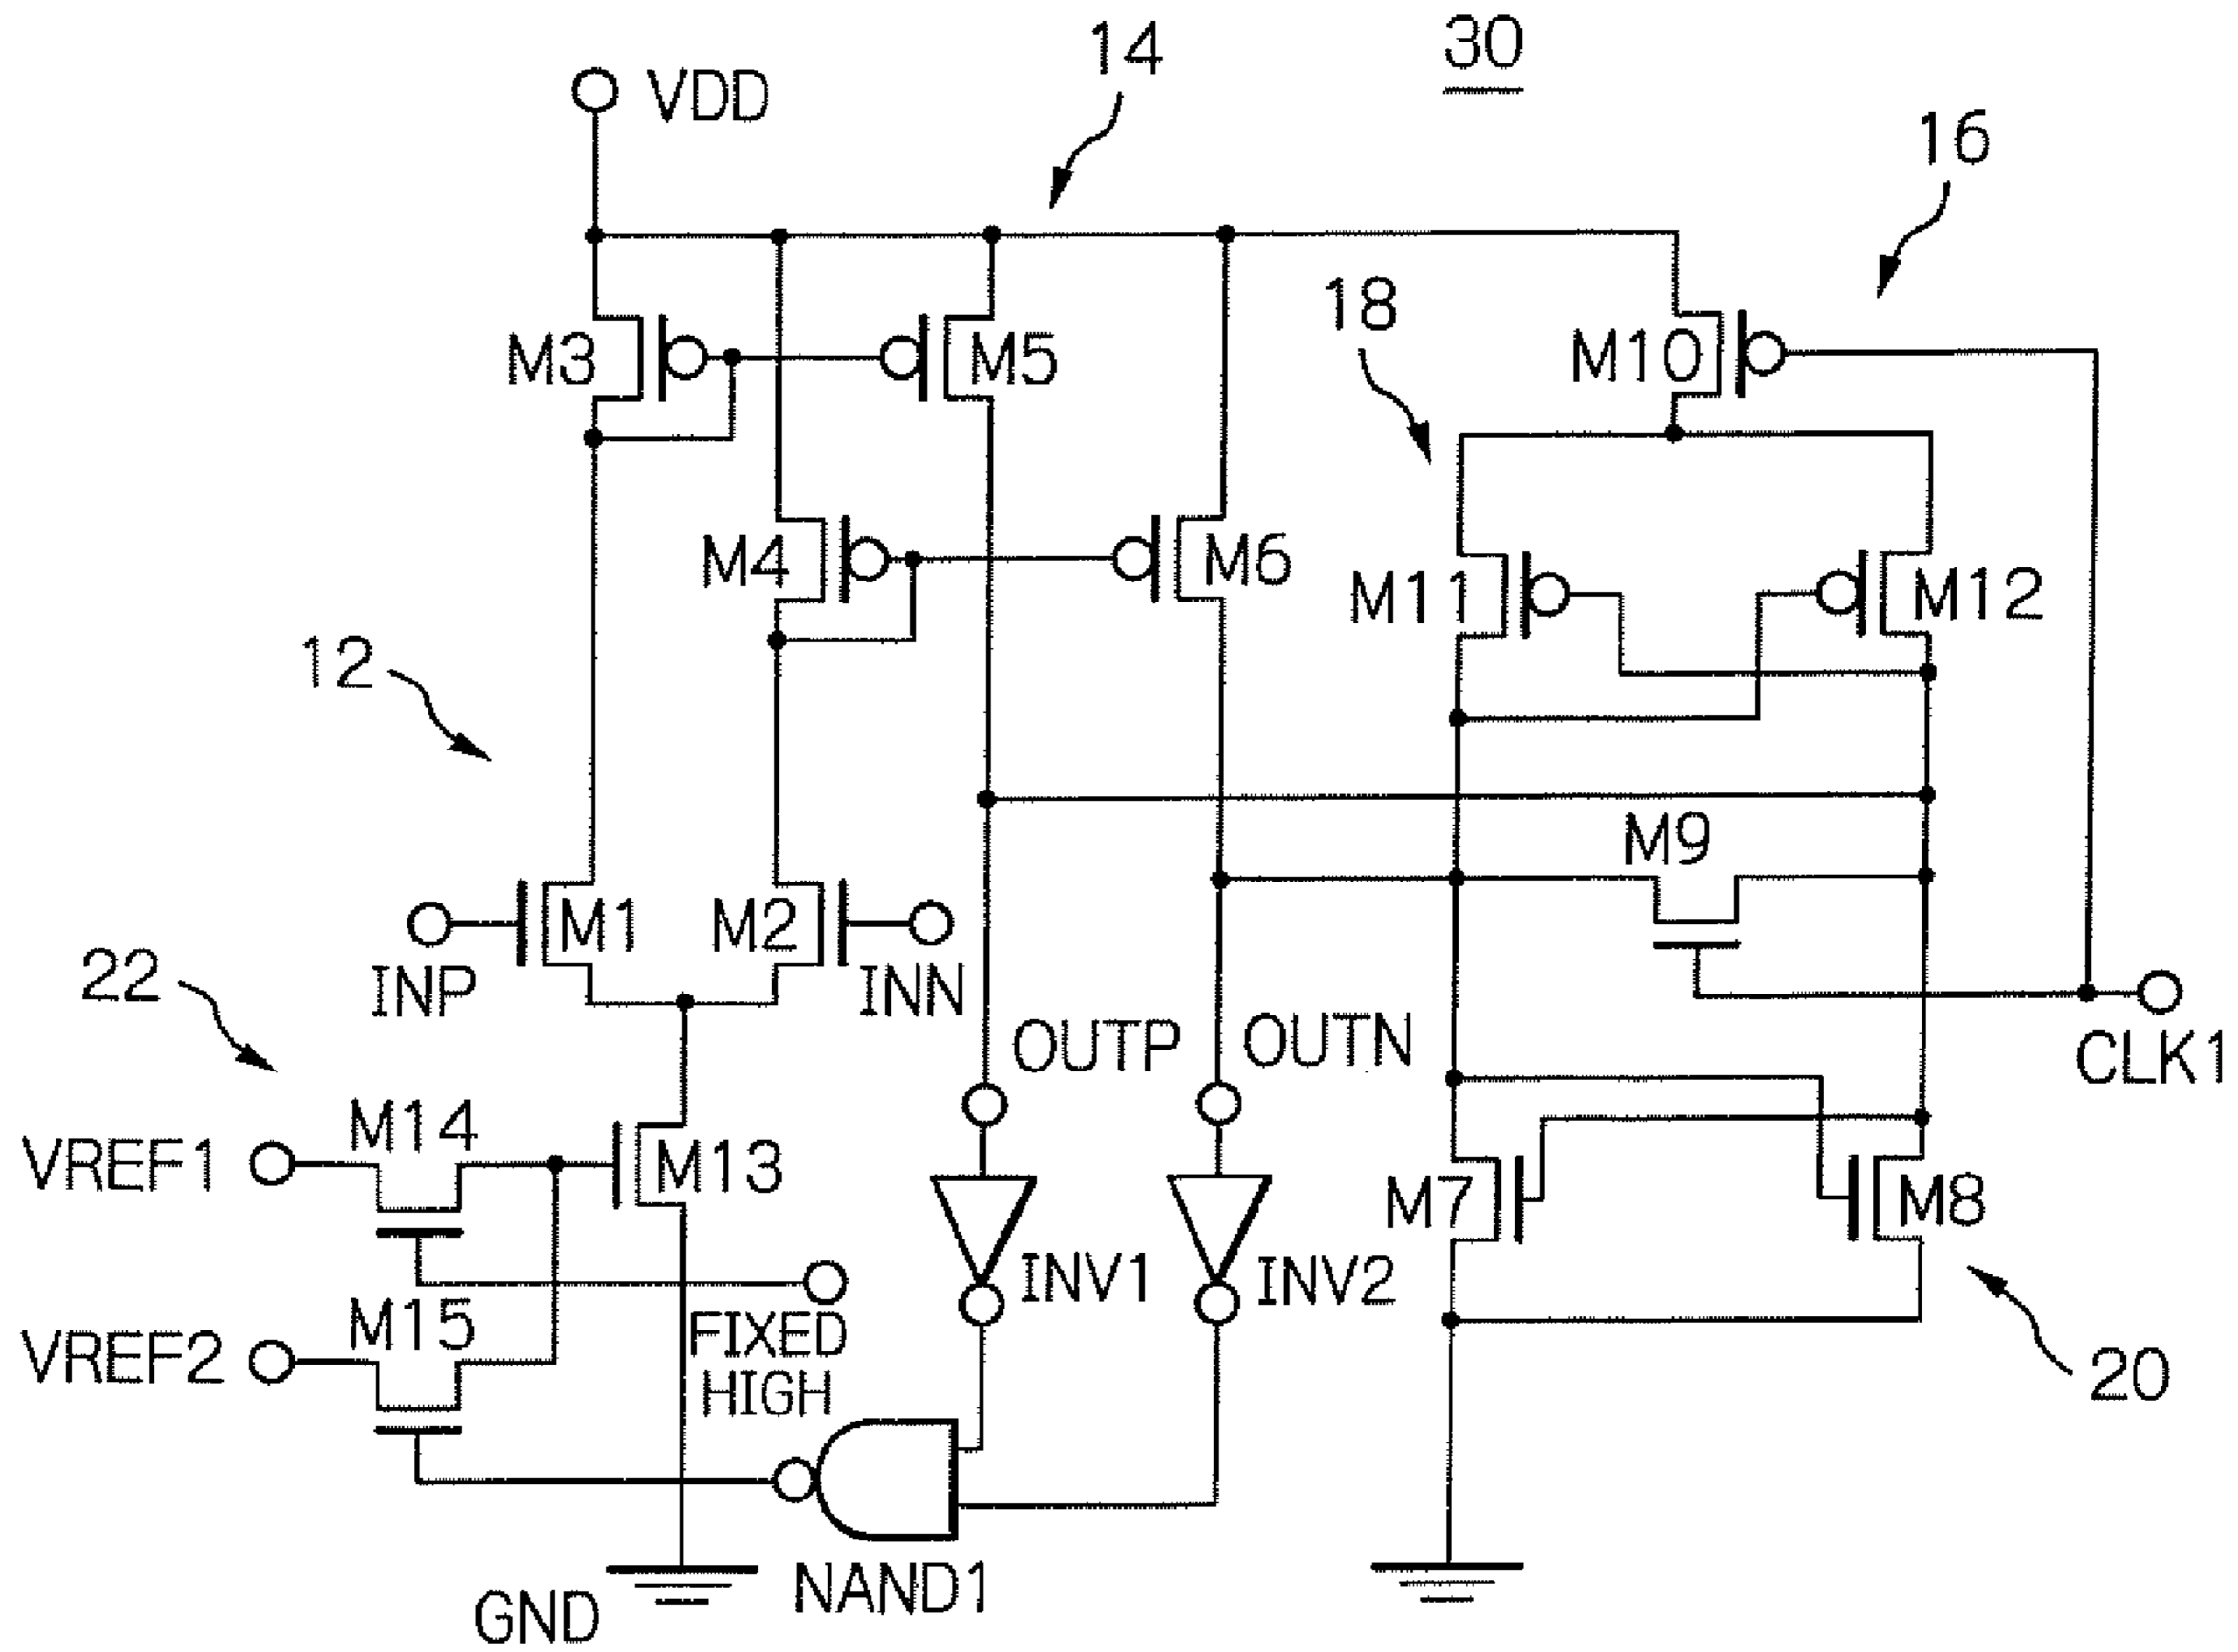 14
30
VDD
16
18
M3
M5
M10
M4
M6
M11
M12
12
M9
M1
M2
INP
INN
22
OUTP
OUTN
CLK1
M14
VREF1
M13
M7
M8
INV1
INV2
M15
FIXED
HIGH
VREF2
20
NAND1
GND